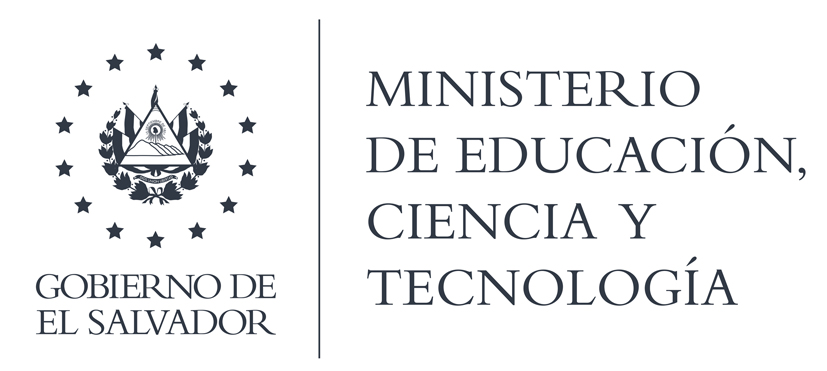 GOBIERNO DE
EL SALVADOR
MINISTERIO
DE EDUCACIÓN,
CIENCIA Y
TECNOLOGÍA